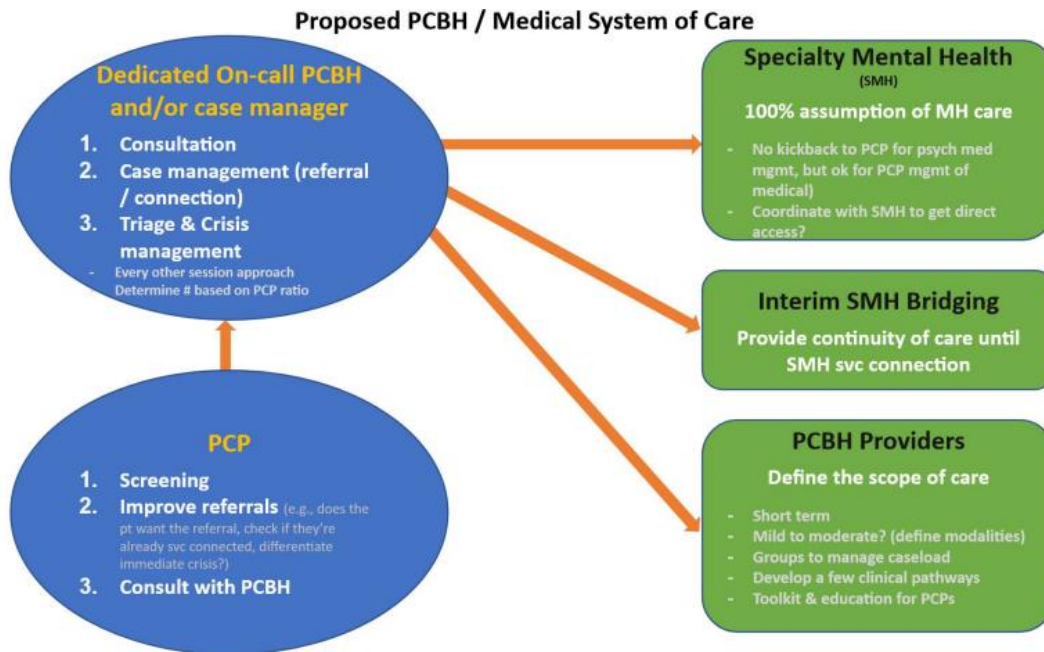 Proposed PCBH / Medical System of Care
Dedicated On-call PCBH
and/or case manager
1. Consultation
2. Case management (referral
/ connection)
3. Triage & Crisis
management
- Every other session approach
Determine # based on PCP ratio
PCP
1. Screening
2. Improve referrals (e.g., does the
pt want the referral, check if they're
already svc connected, differentiate
immediate crisis?)
3. Consult with PCBH
Specialty Mental Health
(SMH)
100% assumption of MH care
- No kickback to PCP for psych med
mgmt, but ok for PCP mgmt of
medical)
- Coordinate with SMH to get direct
access?
Interim SMH Bridging
Provide continuity of care until
SMH svc connection
PCBH Providers
Define the scope of care
- Short term
- Mild to moderate? (define modalities)
- Groups to manage caseload
- Develop a few clinical pathways
- Toolkit & education for PCPs